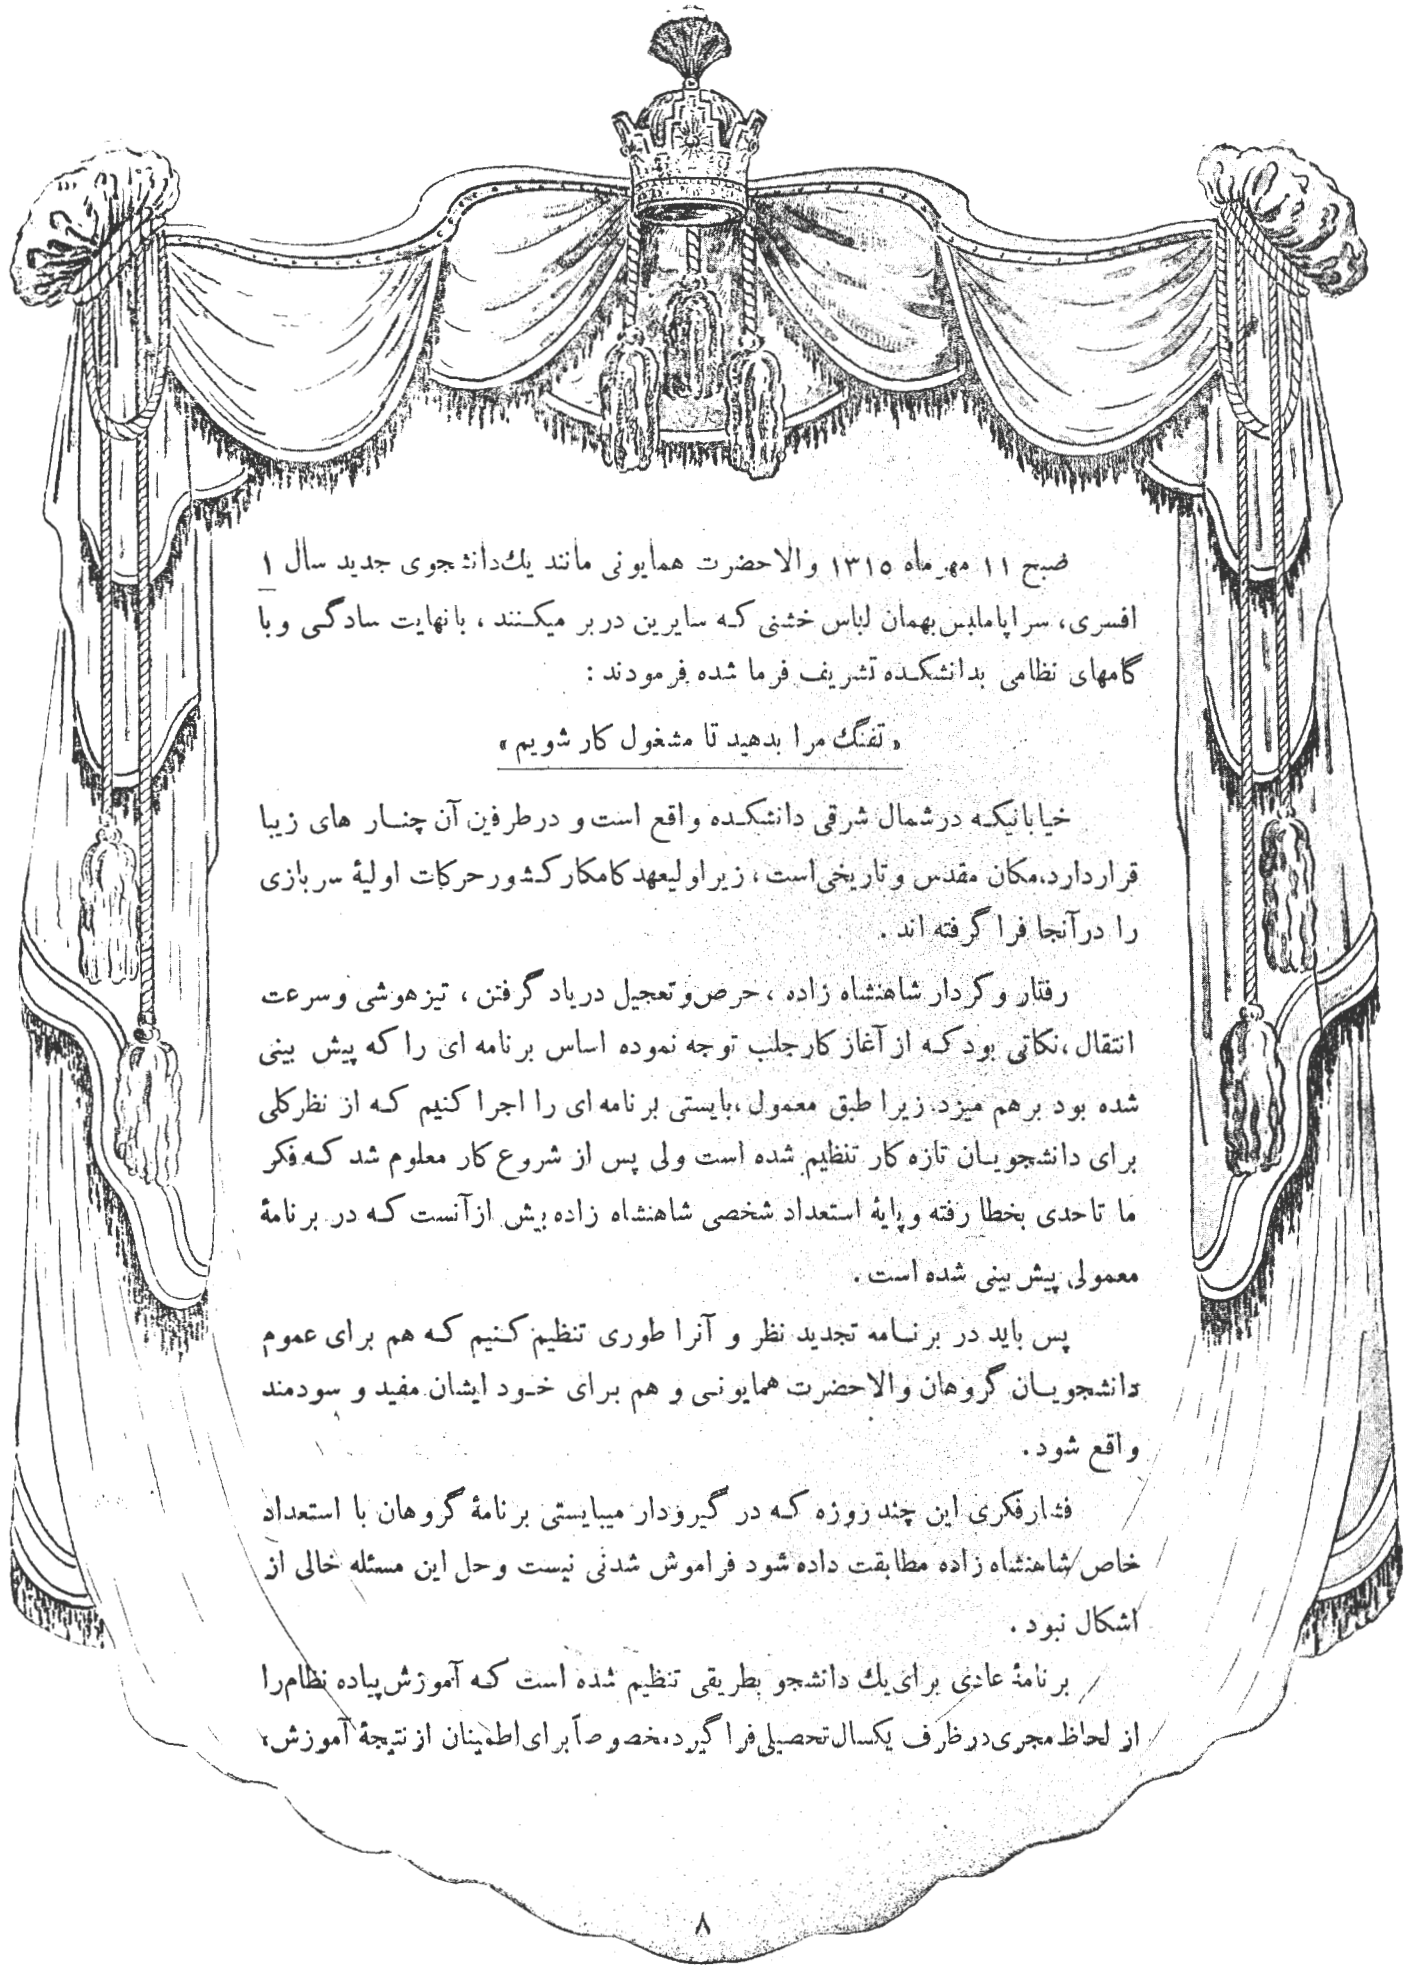 صبح ۱۱ مهرماه ۱۳۱۵ والاحضرت همایونی مانند یك‌دانشجوی جدید سال ۱
افسری، سراپاملبس بهمان لباس خشنی که سایرین دربر میکنند ، بانهایت سادگی و با
گامهای نظامی بدانشکده تشریف فرما شده فرمودند :
« تفنگ مرا بدهید تا مشغول کار شویم »
خیابانیکه درشمال شرقی دانشکده واقع است و درطرفین آن چنار های زیبا
قراردارد،مکان مقدس و تاریخی‌است ، زیراولیعهدکامکارکشورحرکات اولیهٔ سربازی
را درآنجا فرا گرفته اند .
رفتار و کردار شاهنشاه زاده ، حرص‌و تعجیل دریاد گرفتن ، تیزهوشی و سرعت
انتقال ،نکاتی بود که از آغاز کارجلب توجه نموده اساس برنامه ای را که پیش بینی
شده بود برهم میزد. زیرا طبق معمول ،بایستی برنامه‌ای را اجرا کنیم که از نظرکلی
برای دانشجویان تازه کار تنظیم شده است ولی پس از شروع کار معلوم شد که فکر
ما تاحدی بخطا رفته و پایهٔ استعداد شخصی شاهنشاه زاده بیش ازآنست که در برنامهٔ
معمولی پیش بینی شده است .
پس باید در برنامه تجدید نظر و آنرا طوری تنظیم کنیم که هم برای عموم
دانشجویان گروهان والاحضرت همایونی و هم برای خود ایشان مفید و سودمند
واقع شود .
فشارفکری این چند روزه که در گیرودار میبایستی برنامهٔ گروهان با استعداد
خاص شاهنشاه زاده مطابقت داده شود فراموش شدنی نیست و حل این مسئله خالی از
اشکال نبود .
برنامهٔ عادی برای‌یك دانشجو بطریقی تنظیم شده است که آموزش پیاده نظام‌را
از لحاظ مجری‌درظرف یکسال‌تحصیلی فرا گیرد،مخصوصاً برای‌اطمینان از نتیجهٔ آموزش،
۸